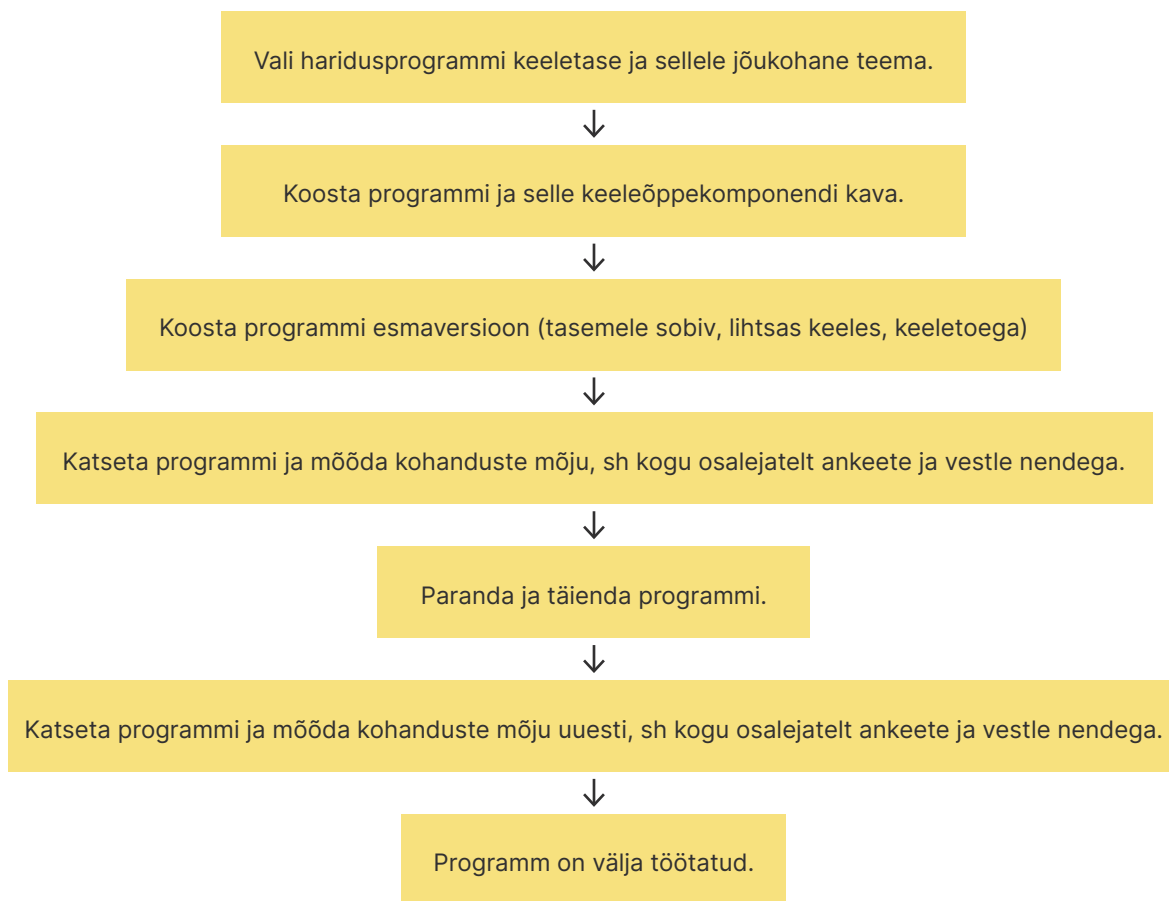 Vali haridusprogrammi keeletase ja sellele jõukohane teema.
Koosta programmi ja selle keeleõppekomponendi kava.
Koosta programmi esmaversioon (tasemele sobiv, lihtsas keeles, keeletoega)
Katseta programmi ja mõõda kohanduste mõju, sh kogu osalejatelt ankeete ja vestle nendega.
Paranda ja täienda programmi.
Katseta programmi ja mõõda kohanduste mõju uuesti, sh kogu osalejatelt ankeete ja vestle nendega.
Programm on välja töötatud.